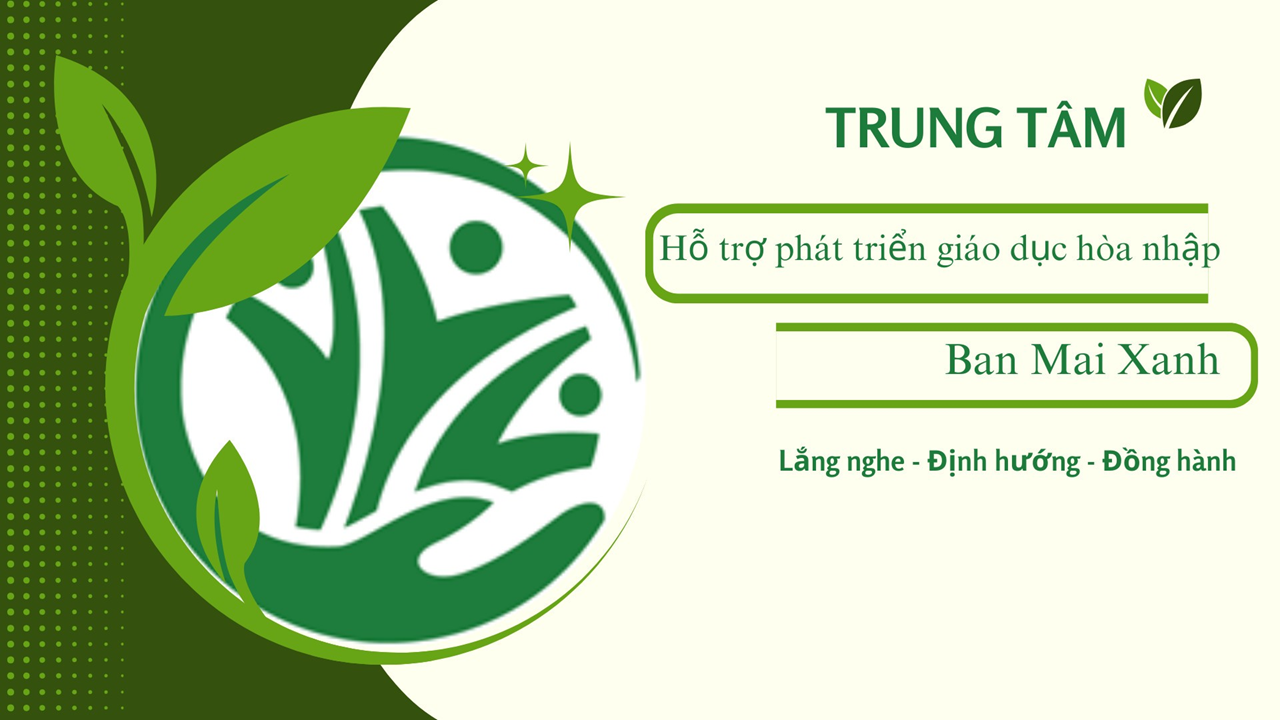 TRUNG TÂM
Hỗ trợ phát triển giáo dục hòa nhập
Ban Mai Xanh
Lắng nghe - Định hướng - Đồng hành